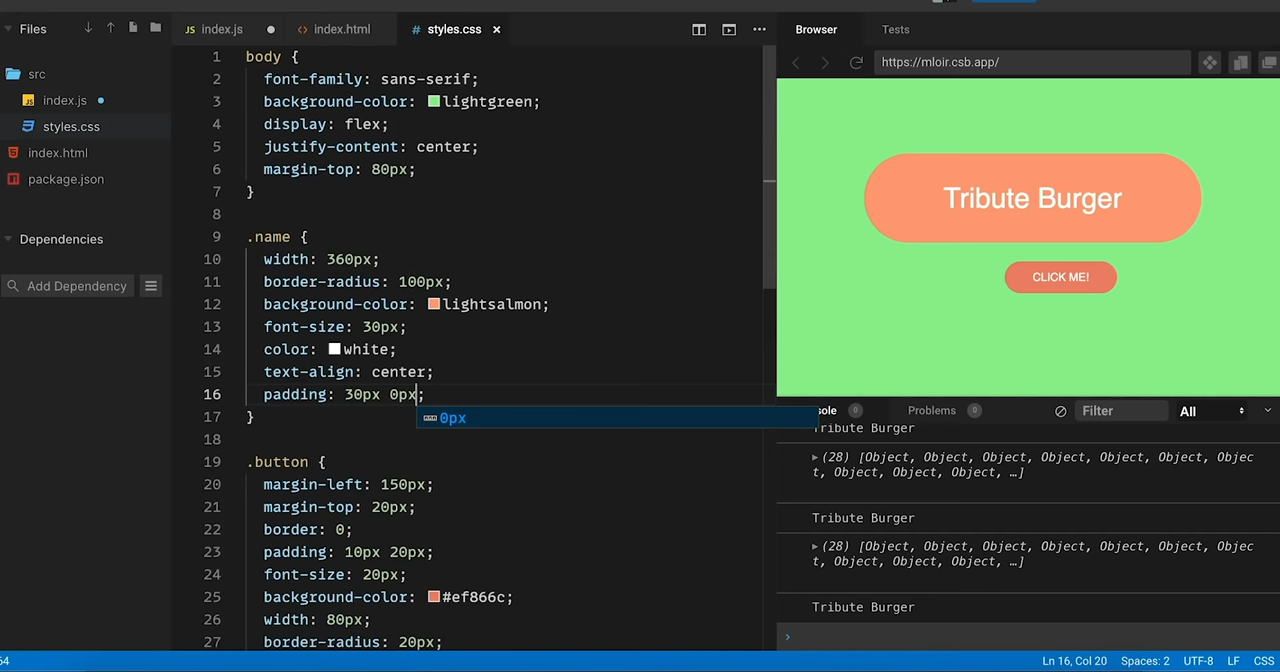 Files
src
index.js
styles.css
index.html
package.json
Dependencies
Add Dependency
JS index.js
<> index.html
# styles.css
1 body {
2 font-family: sans-serif;
3 background-color: lightgreen;
4 display: flex;
5 justify-content: center;
6 margin-top: 80px;
7 }
8
9 .name {
10 width: 360px;
11 border-radius: 100px;
12 background-color: lightsalmon;
13 font-size: 30px;
14 color: white;
15 text-align: center;
16 padding: 30px 0px;
0px
17 }
18
19 .button {
20 margin-left: 150px;
21 margin-top: 20px;
22 border: 0;
23 padding: 10px 20px;
24 font-size: 20px;
25 background-color: #ef866c;
26 width: 80px;
27 border-radius: 20px;
Browser Tests
https://mloir.csb.app/
Tribute Burger
CLICK ME!
sole 0 Problems 0 Filter All
Tribute Burger
(28) [Object, Object, Object, Object, Object, Object, Objec
t, Object, Object, Object, …]
Tribute Burger
(28) [Object, Object, Object, Object, Object, Object, Objec
t, Object, Object, Object, …]
Tribute Burger
›
64 Ln 16, Col 20 Spaces: 2 UTF-8 LF CSS